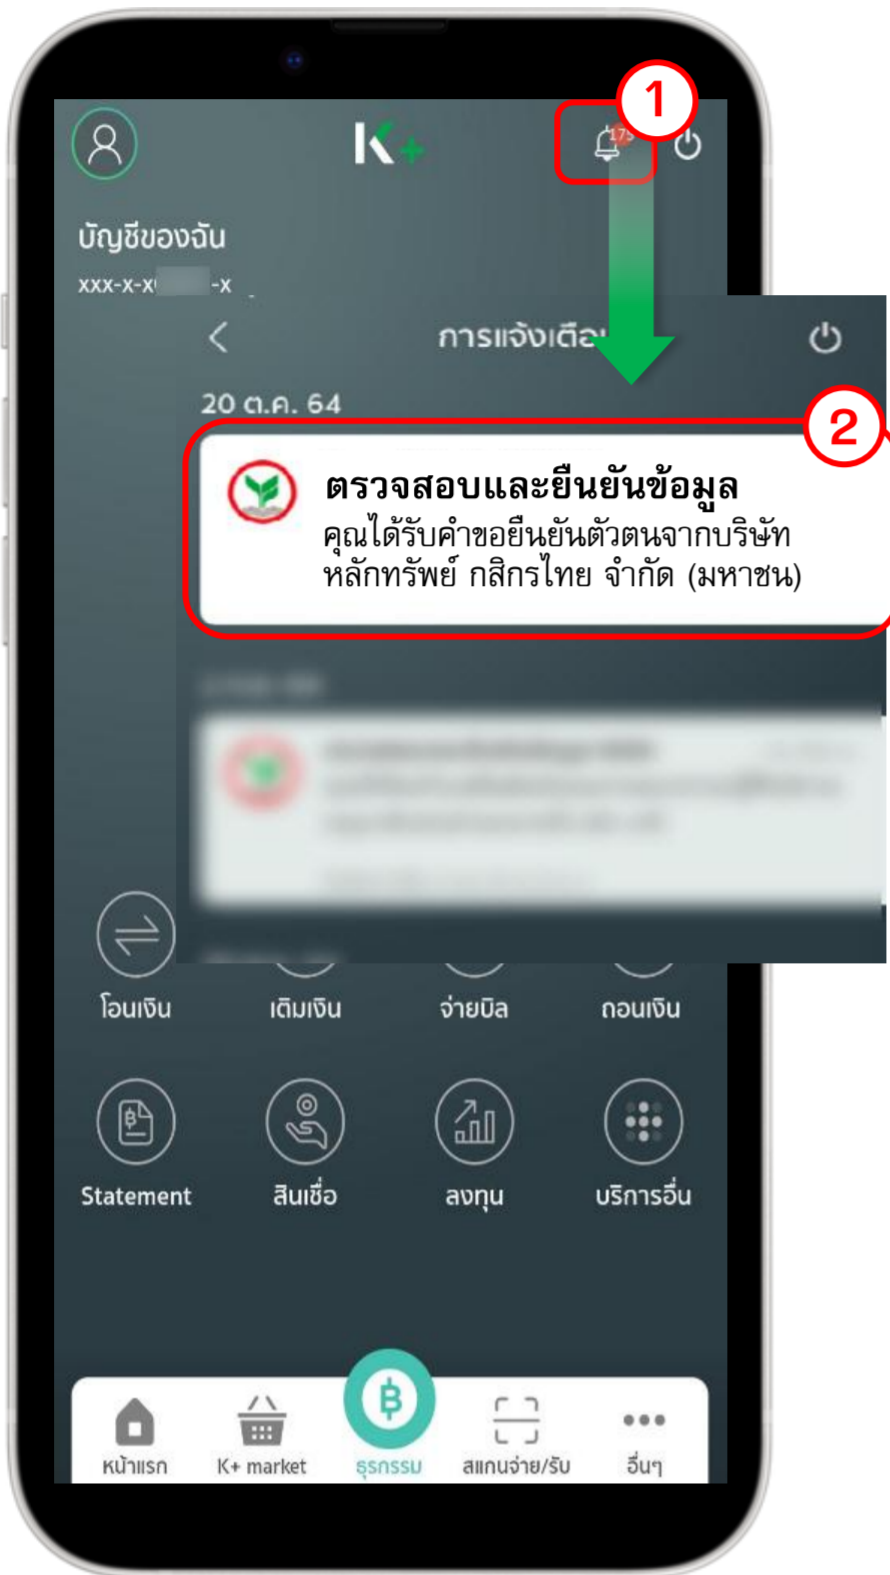 1
K+
175
บัญชีของฉัน
xxx-x-x -x
การแจ้งเตือน
20 ต.ค. 64
2
ตรวจสอบและยืนยันข้อมูล
คุณได้รับคำขอยืนยันตัวตนจากบริษัท
หลักทรัพย์ กสิกรไทย จำกัด (มหาชน)
โอนเงิน เติมเงิน จ่ายบิล ถอนเงิน
Statement สินเชื่อ ลงทุน บริการอื่น
หน้าแรก K+ market ธุรกรรม สแกนจ่าย/รับ อื่นๆ